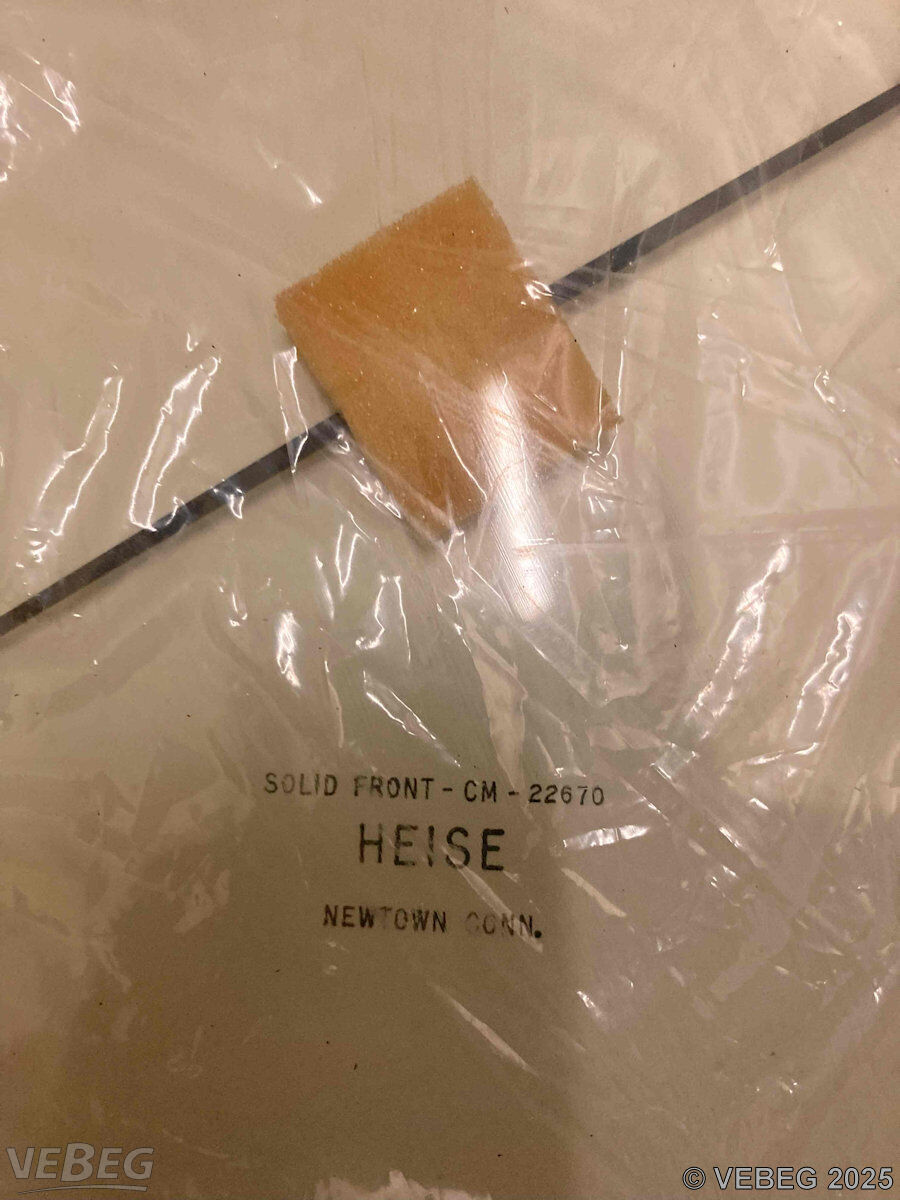 SOLID FRONT - CM - 22670
HEISE
NEWTOWN CONN.
VEBEG
© VEBEG 2025